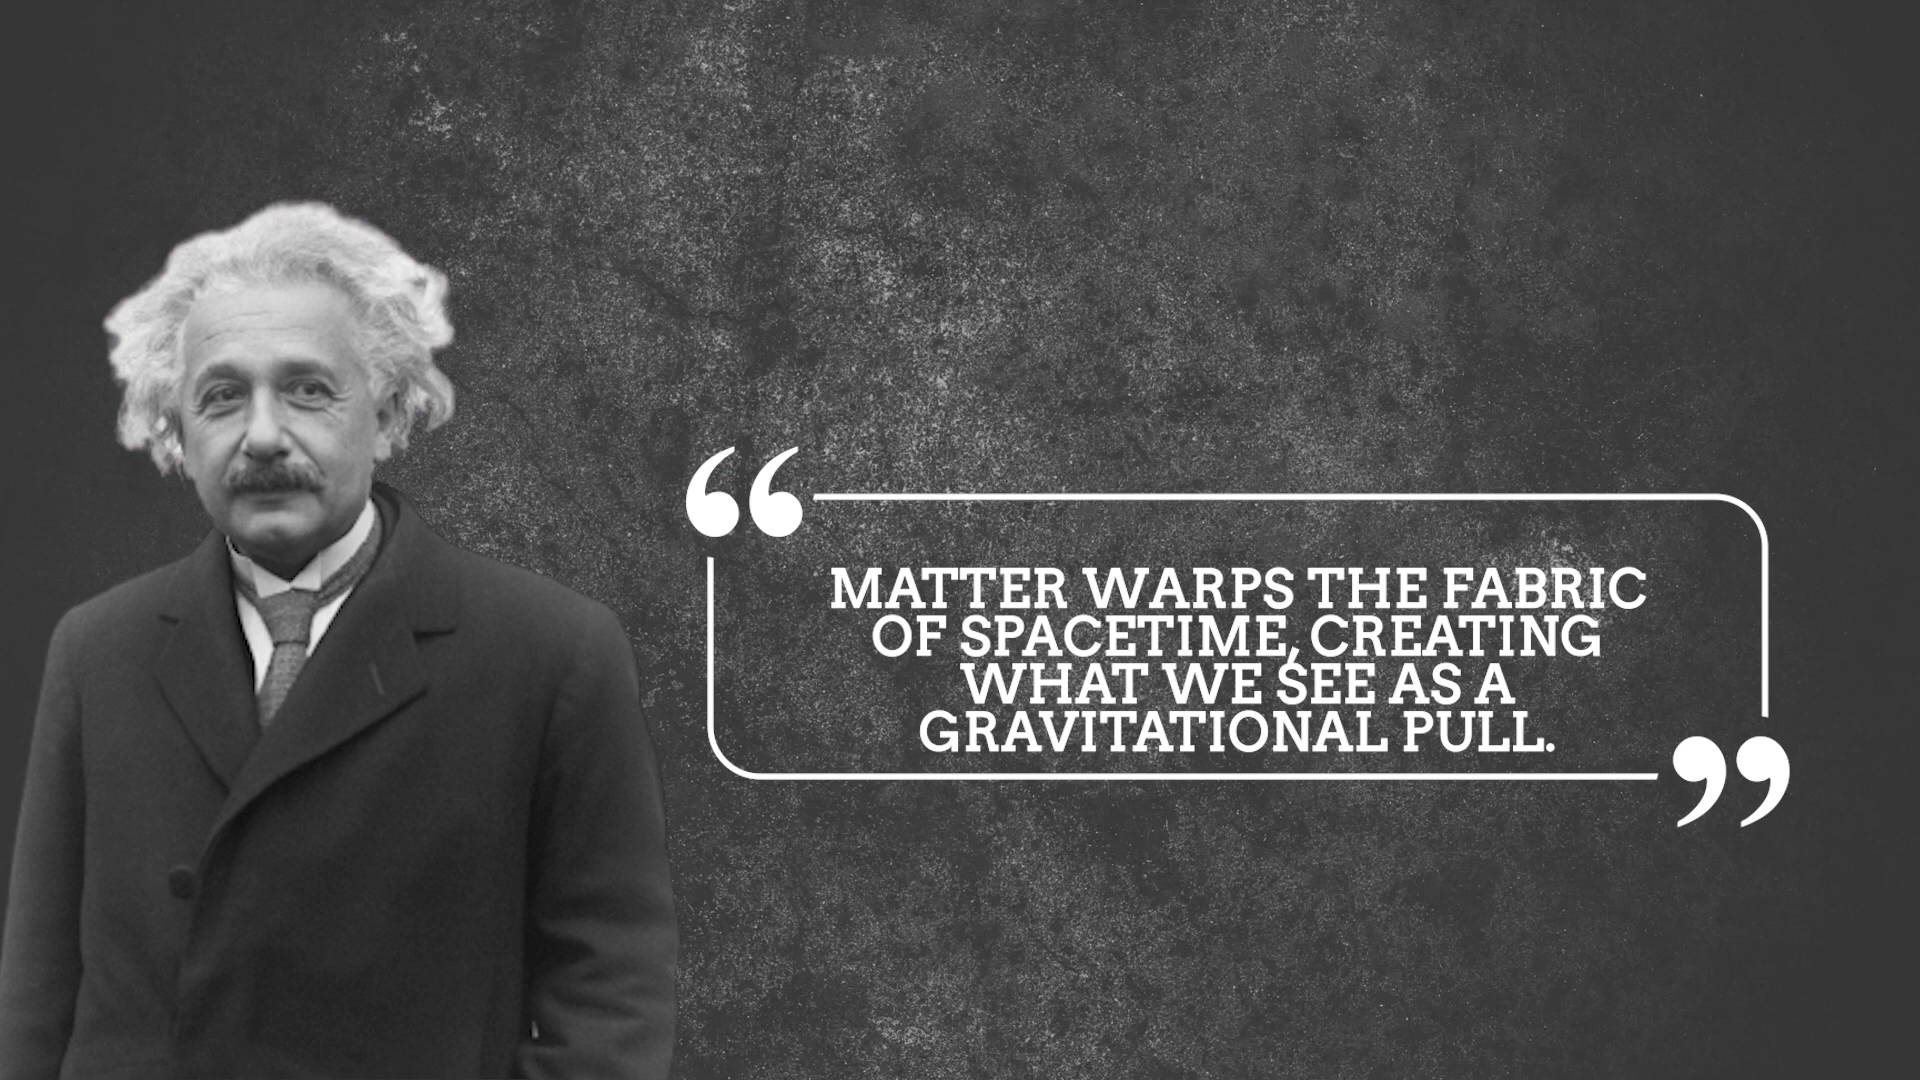 “
MATTER WARPS THE FABRIC
OF SPACETIME, CREATING
WHAT WE SEE AS A
GRAVITATIONAL PULL.
”